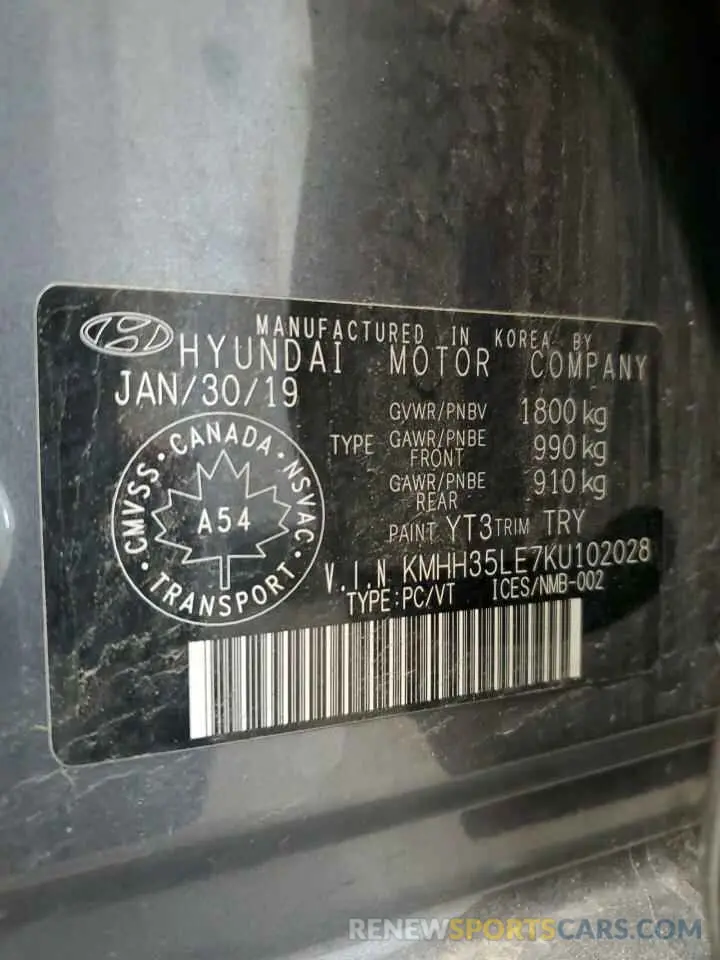 MANUFACTURED IN KOREA BY
HYUNDAI MOTOR COMPANY
JAN/30/19
GVWR/PNBV 1800 kg
TYPE GAWR/PNBE FRONT 990 kg
GAWR/PNBE REAR 910 kg
PAINT YT3 TRIM TRY
CANADA · NSVAC · TRANSPORT · CMVSS ·
A54
V.I.N KMHH35LE7KU102028
TYPE:PC/VT ICES/NMB-002
RENEWSPORTSCARS.COM